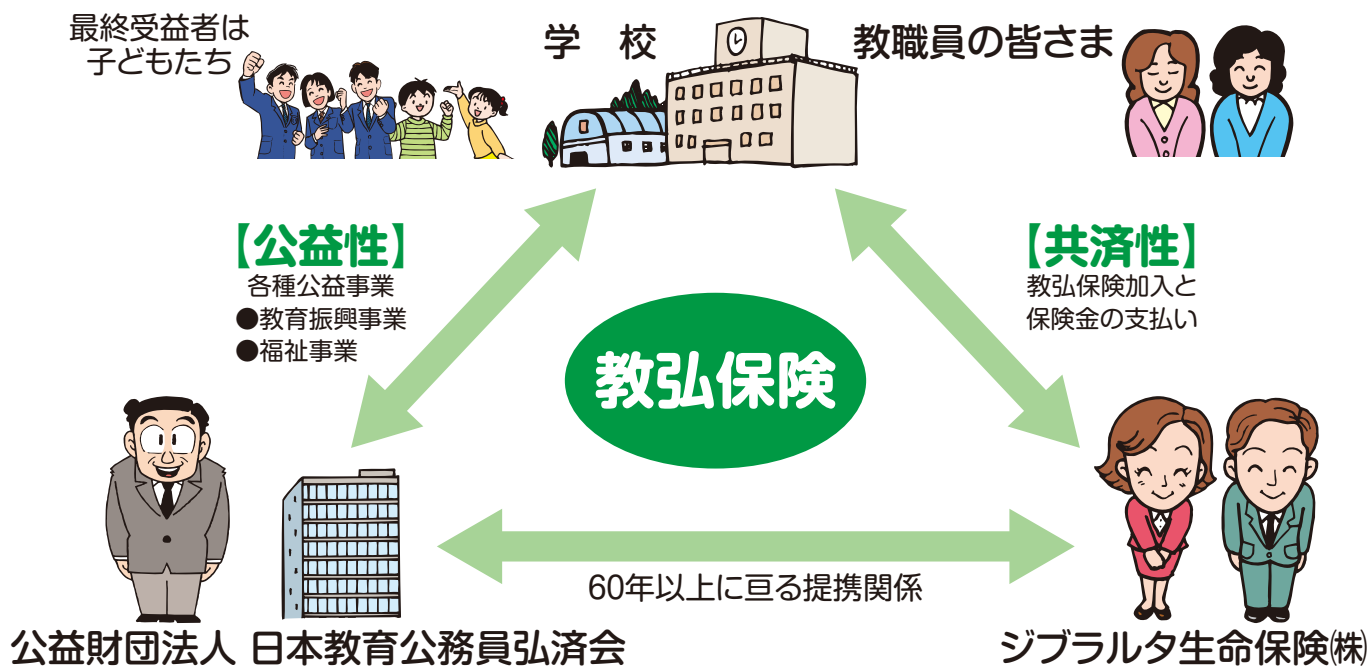 最終受益者は
子どもたち
学 校
教職員の皆さま
【公益性】
各種公益事業
●教育振興事業
●福祉事業
【共済性】
教弘保険加入と
保険金の支払い
教弘保険
60年以上に亘る提携関係
公益財団法人 日本教育公務員弘済会
ジブラルタ生命保険㈱